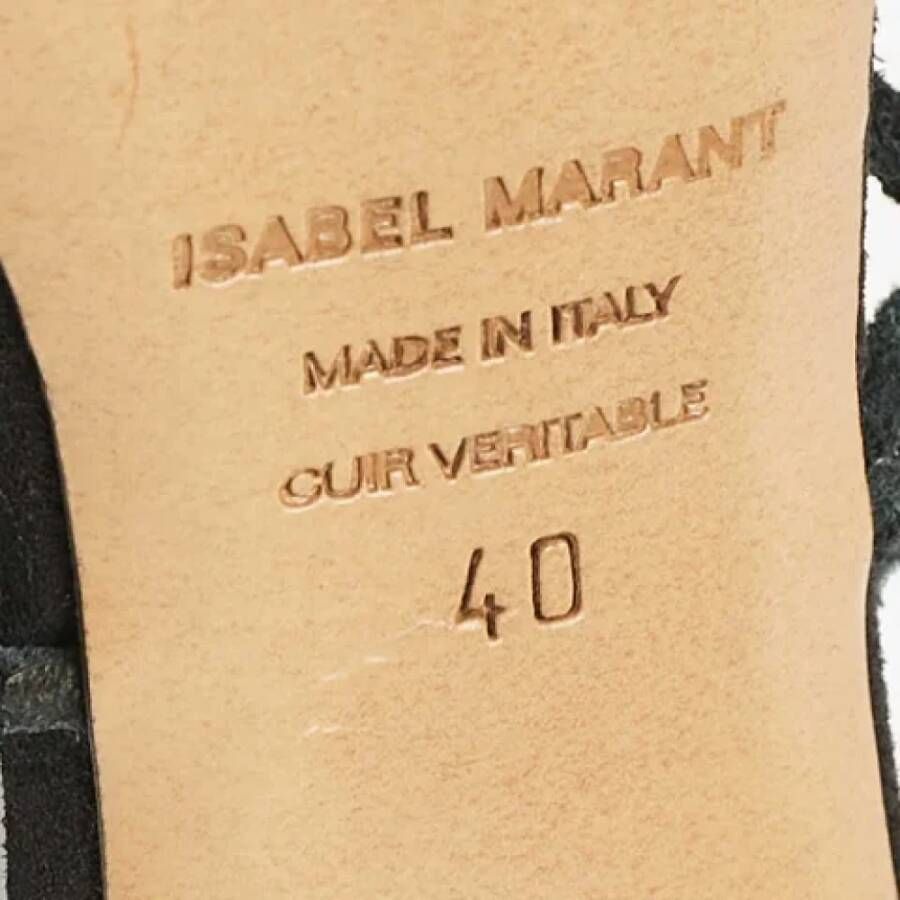 ISABEL MARANT
MADE IN ITALY
CUIR VERITABLE
40